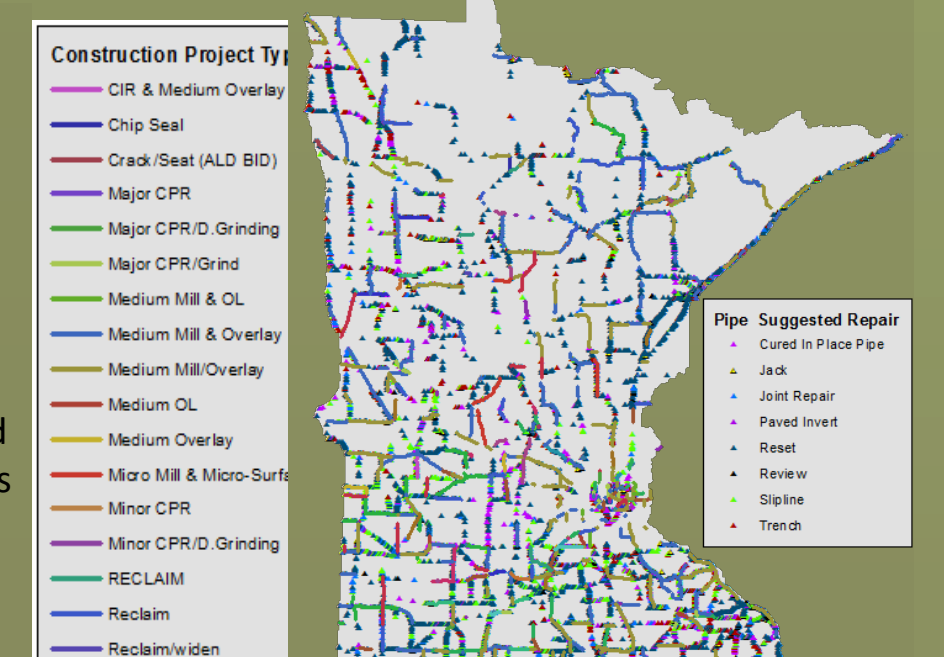 Construction Project Typ
CIR & Medium Overlay
Chip Seal
Crack/Seat (ALD BID)
Major CPR
Major CPR/D.Grinding
Major CPR/Grind
Medium Mill & OL
Medium Mill & Overlay
Medium Mill/Overlay
Medium OL
Medium Overlay
Micro Mill & Micro-Surfa
Minor CPR
Minor CPR/D.Grinding
RECLAIM
Reclaim
Reclaim/widen
d
s
Pipe Suggested Repair
Cured In Place Pipe
Jack
Joint Repair
Paved Invert
Reset
Review
Slipline
Trench